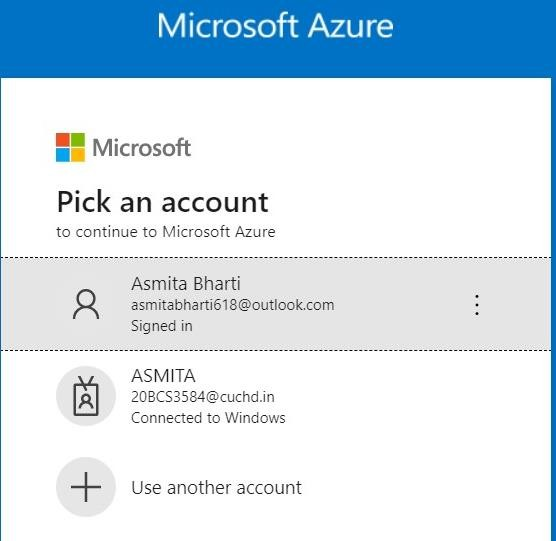 Microsoft Azure
Microsoft
Pick an account
to continue to Microsoft Azure
Asmita Bharti
asmitabharti618@outlook.com
Signed in
ASMITA
20BCS3584@cuchd.in
Connected to Windows
Use another account